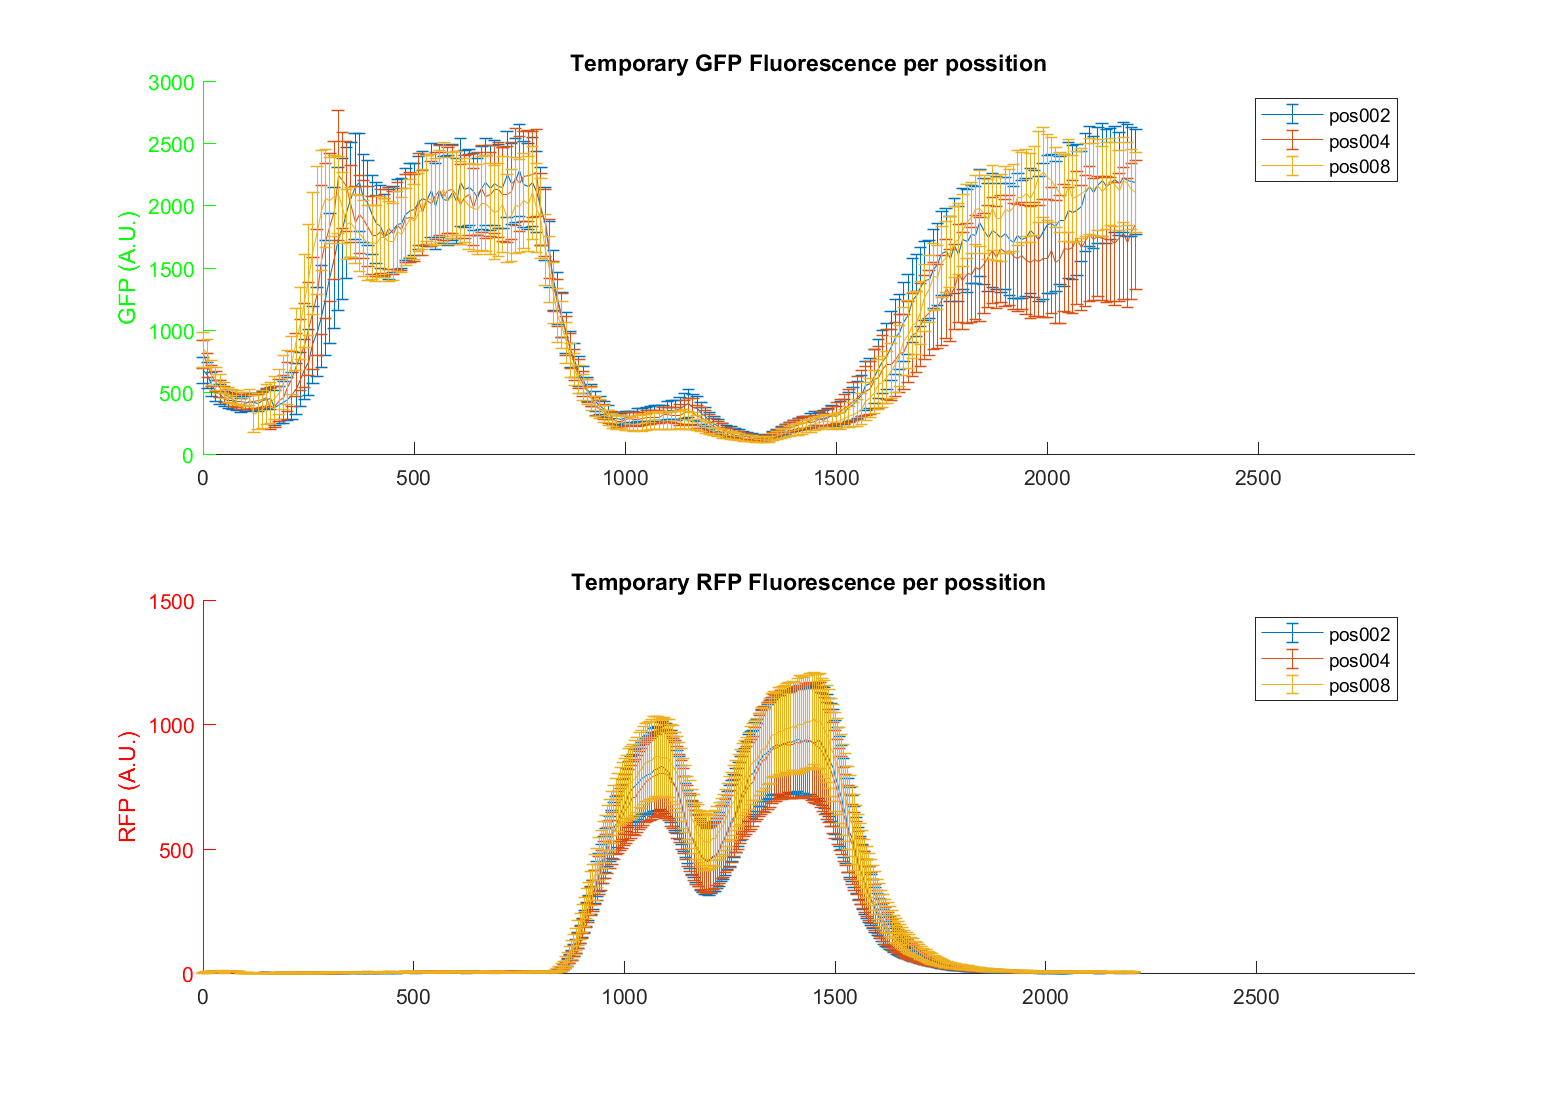 Temporary GFP Fluorescence per possition
3000
2500
2000
1500
1000
500
0
GFP (A.U.)
0 500 1000 1500 2000 2500
pos002
pos004
pos008
Temporary RFP Fluorescence per possition
1500
1000
500
0
RFP (A.U.)
0 500 1000 1500 2000 2500
pos002
pos004
pos008